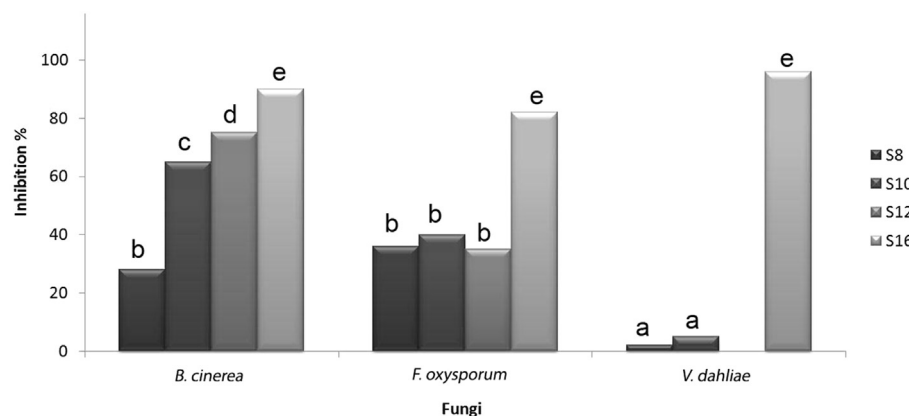 Inhibition %
100
80
60
40
20
0
b
c
d
e
b
b
b
e
a
a
e
B. cinerea
F. oxysporum
V. dahliae
Fungi
S8
S10
S12
S16